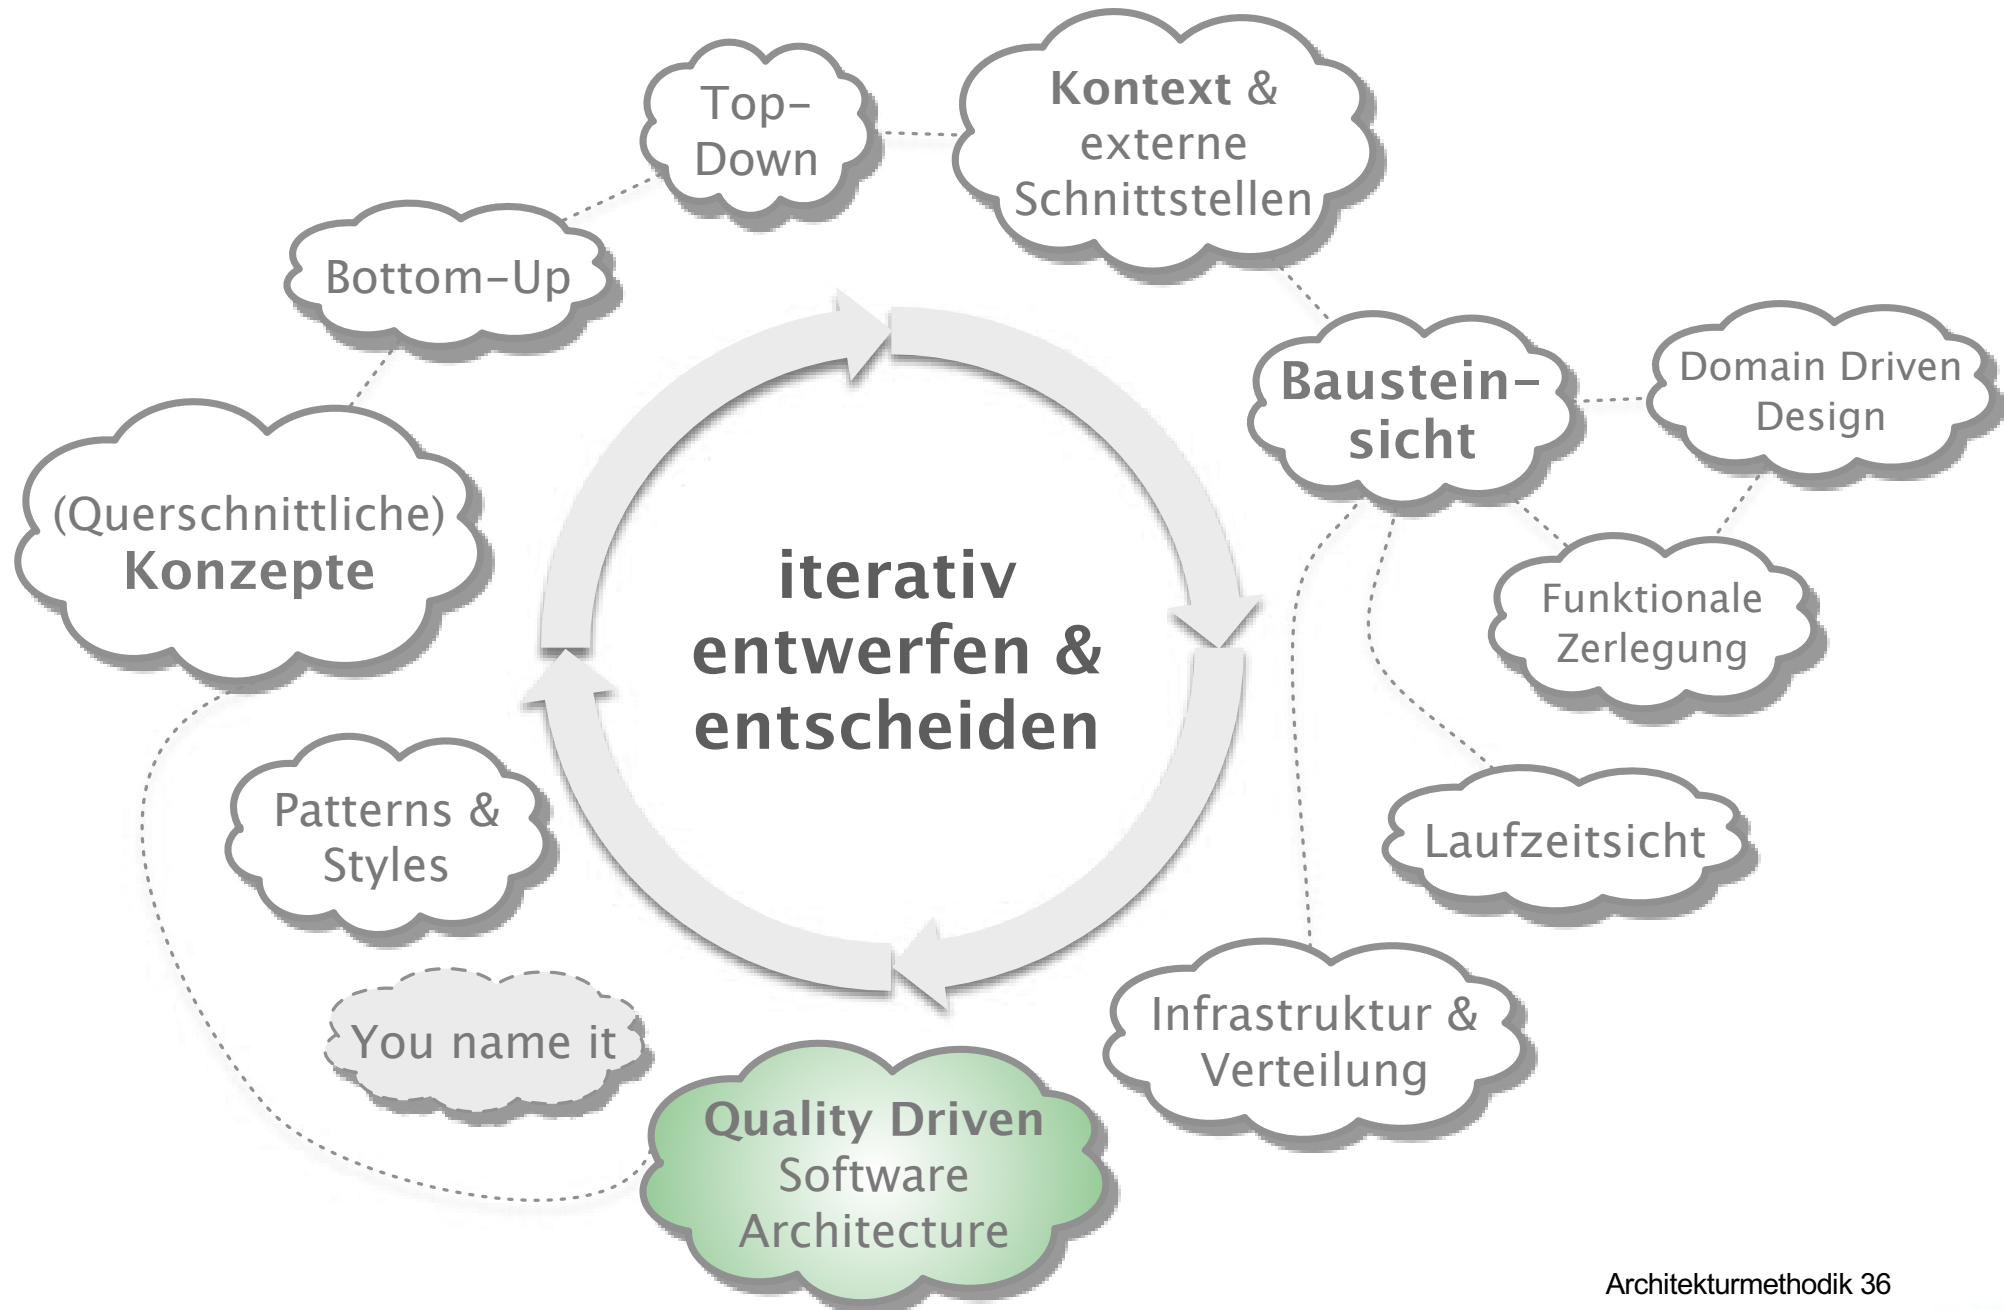 Top-
Down
Kontext &
externe
Schnittstellen
Bottom-Up
Baustein-
sicht
Domain Driven
Design
(Querschnittliche)
Konzepte
iterativ
entwerfen &
entscheiden
Funktionale
Zerlegung
Patterns &
Styles
Laufzeitsicht
You name it
Infrastruktur &
Verteilung
Quality Driven
Software
Architecture
Architekturmethodik 36